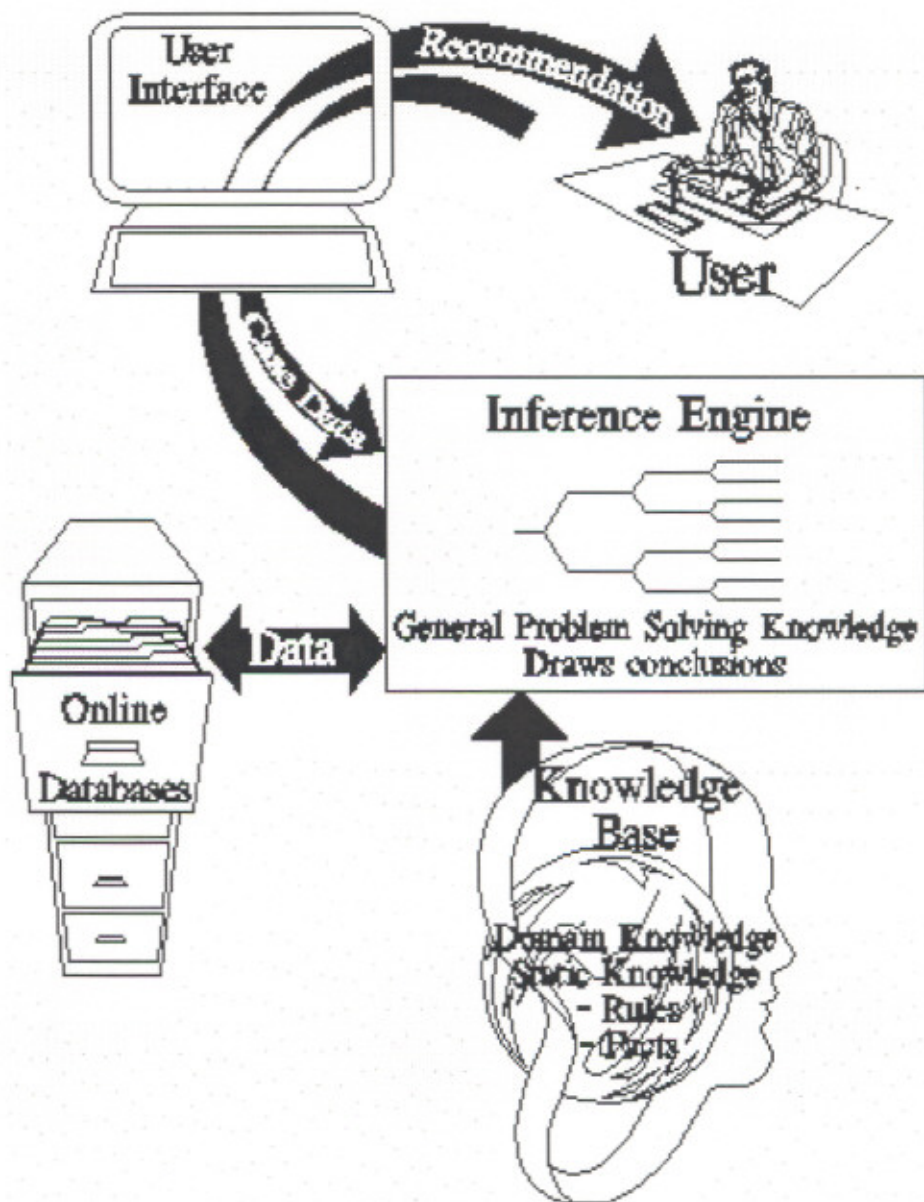 User
Interface
Recommendation
User
Case Data
Inference Engine
General Problem Solving Knowledge
Draws conclusions
Data
Online
Databases
Knowledge
Base
Domain Knowledge
Static Knowledge
- Rules
- Facts